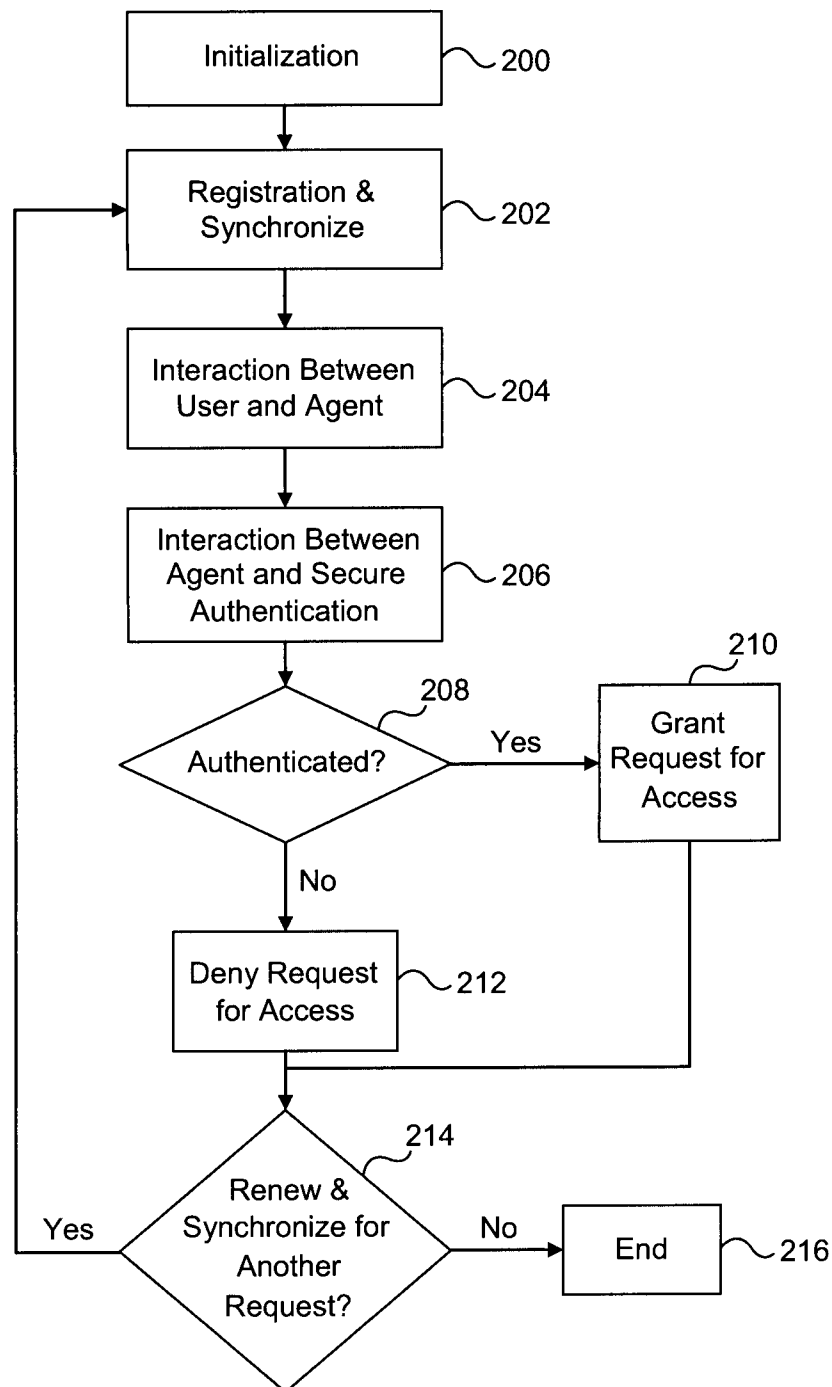 Initialization
200
Registration &
Synchronize
202
Interaction Between
User and Agent
204
Interaction Between
Agent and Secure
Authentication
206
208
Authenticated?
Yes
210
Grant
Request for
Access
No
Deny Request
for Access
212
214
Renew &
Synchronize for
Another
Request?
Yes
No
End
216